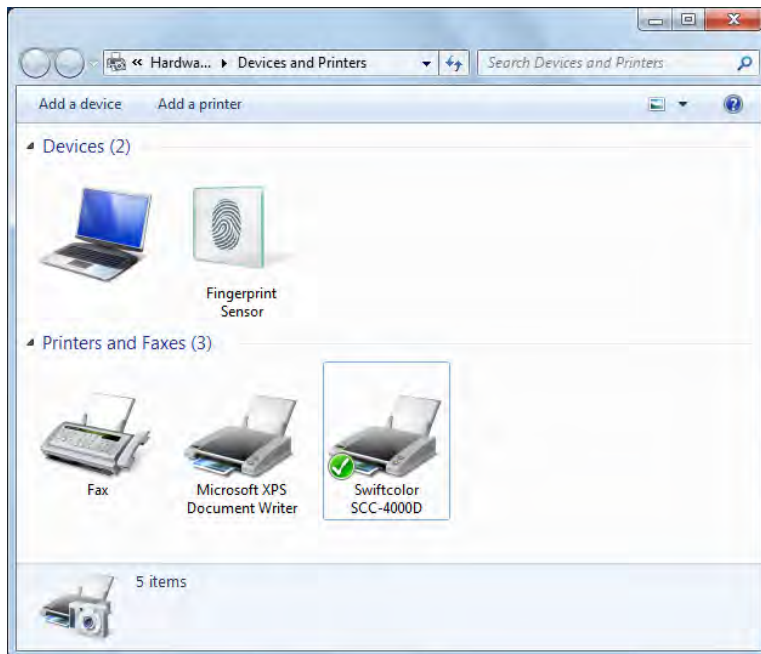 « Hardwa... ▸ Devices and Printers
Search Devices and Printers
Add a device Add a printer
Devices (2)
Fingerprint
Sensor
Printers and Faxes (3)
Fax
Microsoft XPS
Document Writer
Swiftcolor
SCC-4000D
5 items